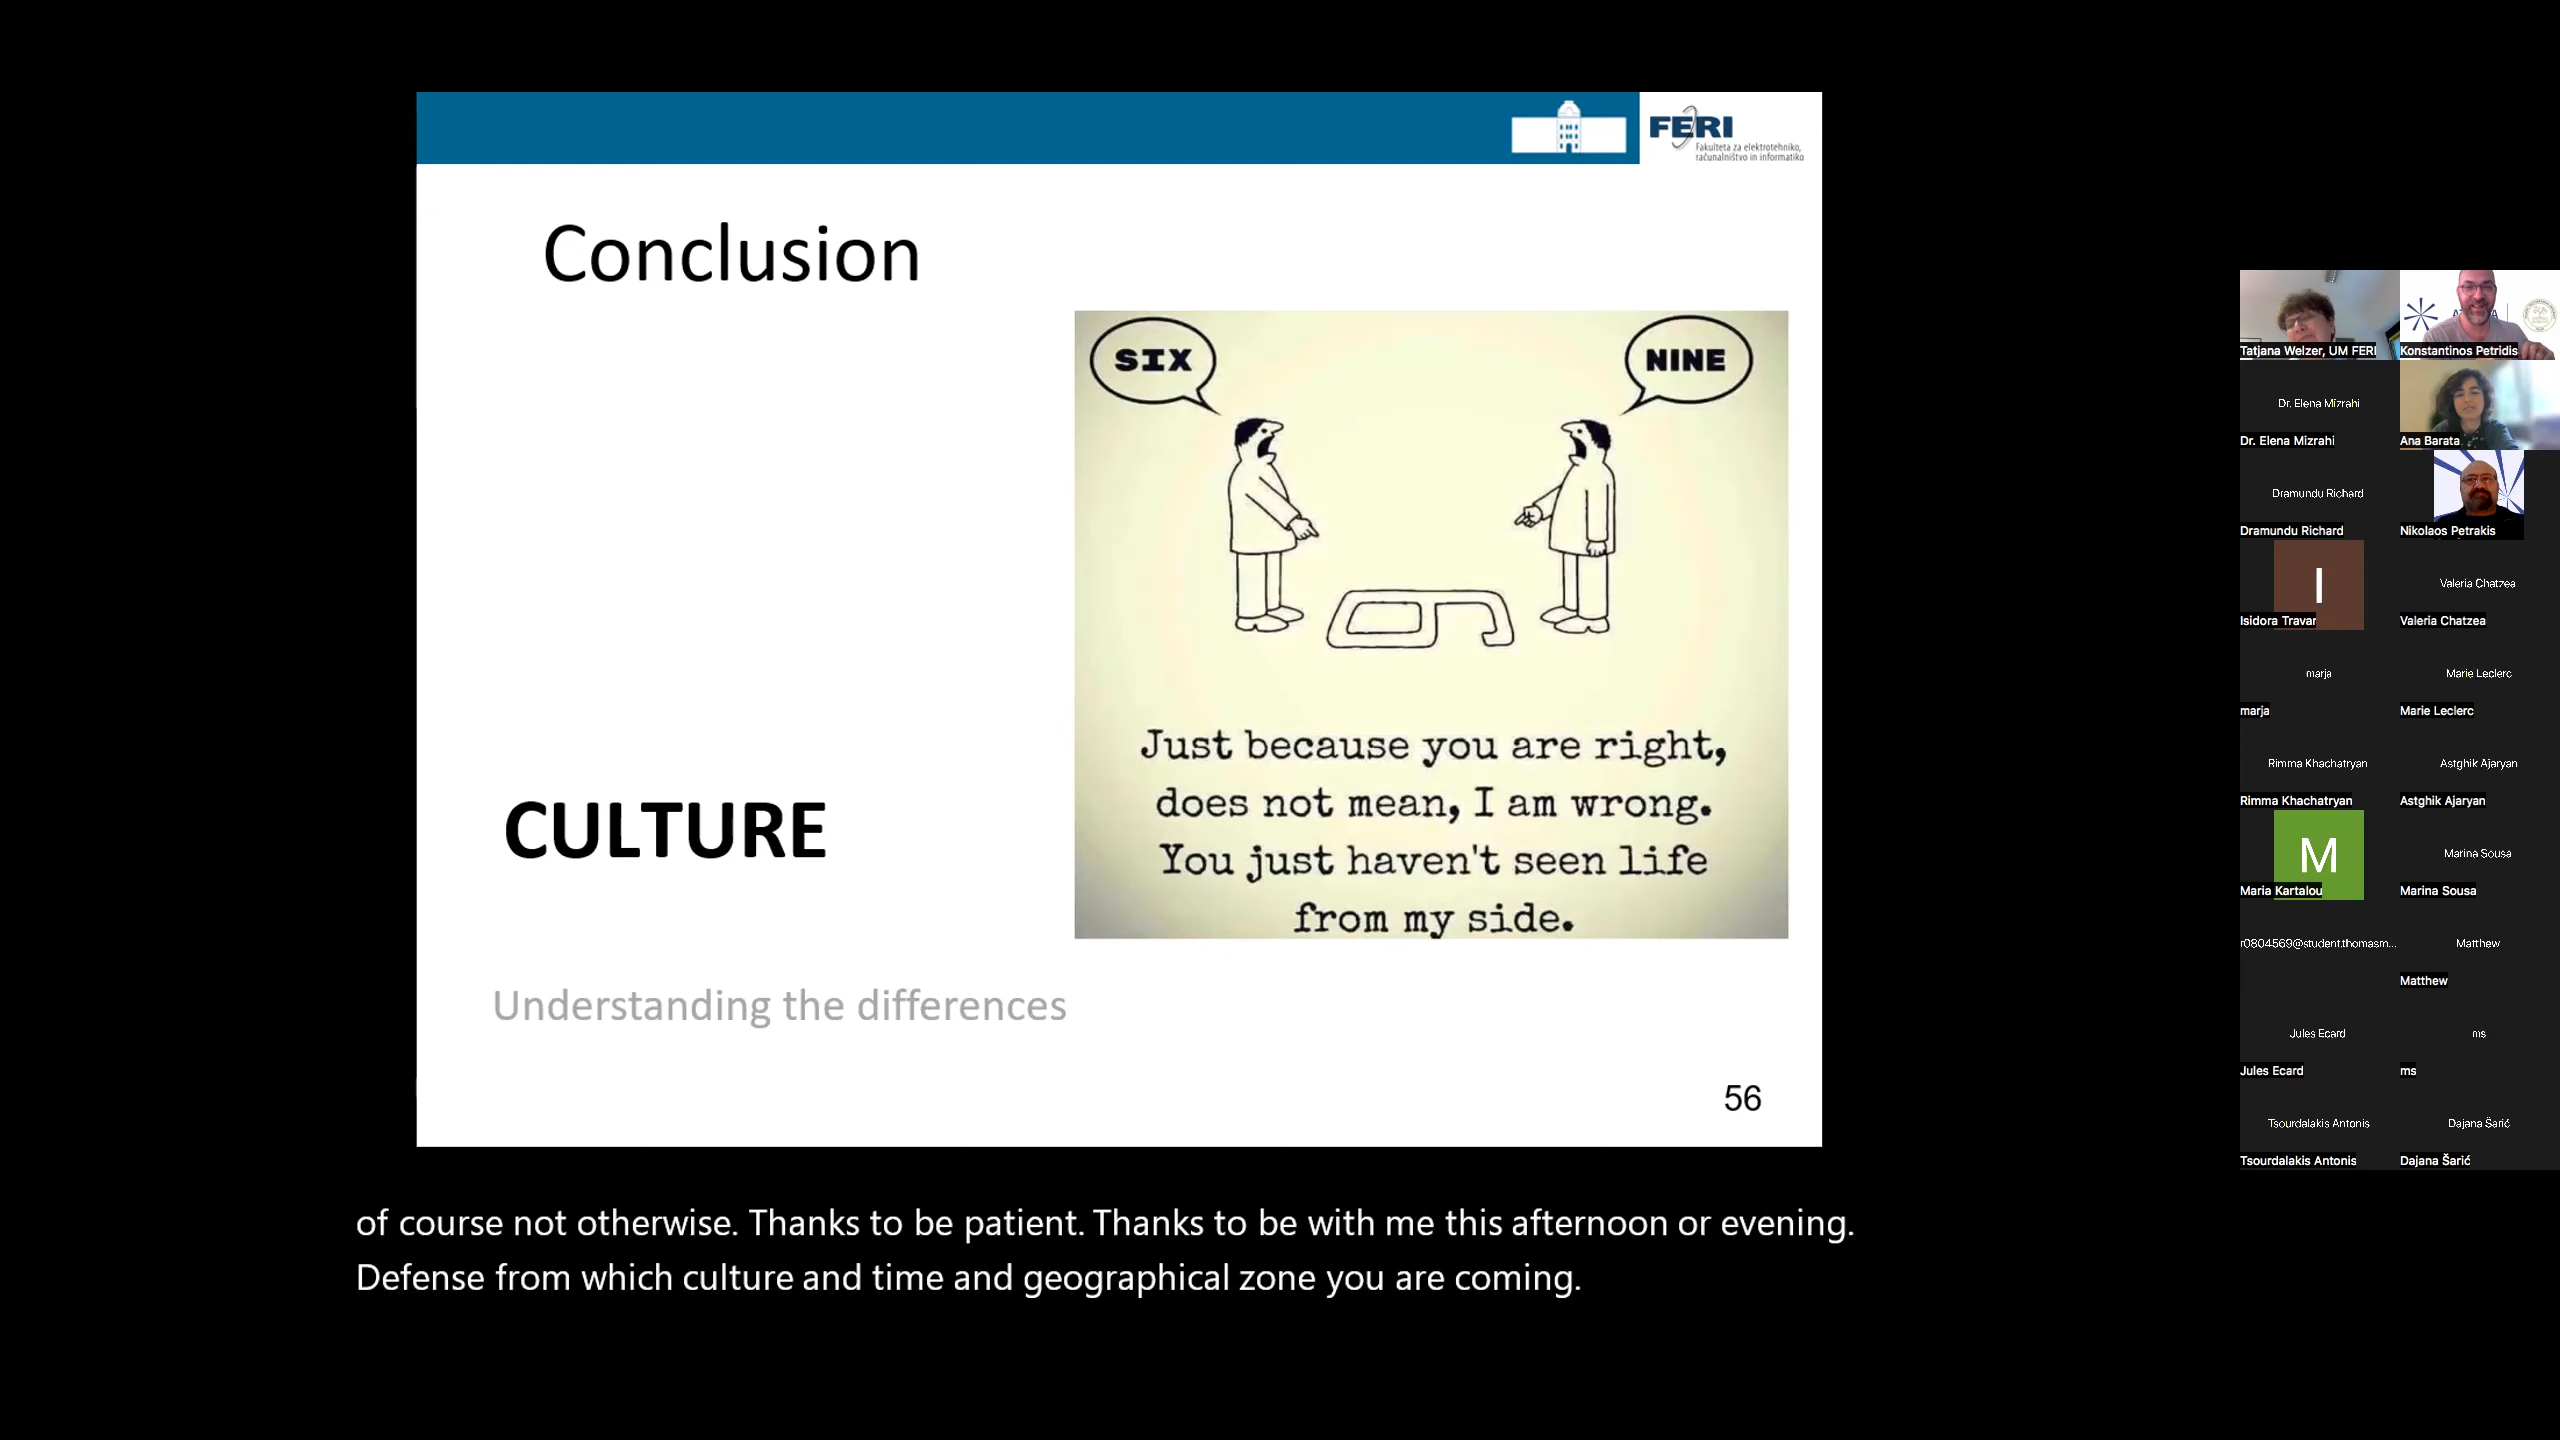 FERI
Fakulteta za elektrotehniko,
računalništvo in informatiko
Conclusion
SIX
NINE
Just because you are right,
does not mean, I am wrong.
You just haven't seen life
from my side.
CULTURE
Understanding the differences
56
of course not otherwise. Thanks to be patient. Thanks to be with me this afternoon or evening.
Defense from which culture and time and geographical zone you are coming.
Tatjana Welzer, UM FERI
Konstantinos Petridis
Dr. Elena Mizrahi
Dr. Elena Mizrahi
Ana Barata
Dramundu Richard
Dramundu Richard
Nikolaos Petrakis
I
Isidora Travar
Valeria Chatzea
Valeria Chatzea
marja
marja
Marie Leclerc
Marie Leclerc
Rimma Khachatryan
Rimma Khachatryan
Astghik Ajaryan
Astghik Ajaryan
M
Maria Kartalou
Marina Sousa
Marina Sousa
r0804569@student.thomasm...
Matthew
Matthew
Jules Ecard
Jules Ecard
ms
ms
Tsourdalakis Antonis
Tsourdalakis Antonis
Dajana Šarić
Dajana Šarić